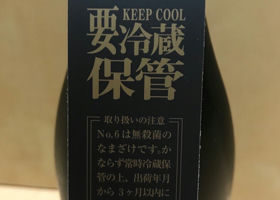 KEEP COOL
要冷蔵
保管
取り扱いの注意
No.6は無殺菌の
なまざけです。か
ならず常時冷蔵保
管の上、出荷年月
から3ヶ月以内に